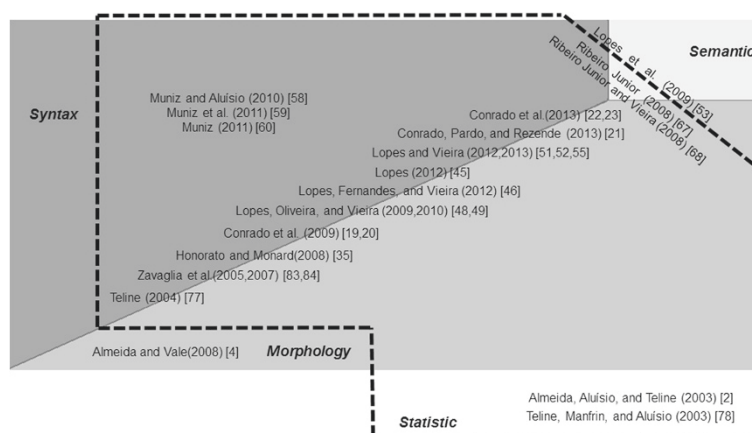 Semantic
Lopes et al. (2009) [53]
Ribeiro Junior (2008) [67]
Ribeiro Junior and Vieira (2008) [68]
Syntax
Muniz and Aluísio (2010) [58]
Muniz et al. (2011) [59]
Muniz (2011) [60]
Conrado et al.(2013) [22,23]
Conrado, Pardo, and Rezende (2013) [21]
Lopes and Vieira (2012,2013) [51,52,55]
Lopes (2012) [45]
Lopes, Fernandes, and Vieira (2012) [46]
Lopes, Oliveira, and Vieira (2009,2010) [48,49]
Conrado et al. (2009) [19,20]
Honorato and Monard(2008) [35]
Zavaglia et al.(2005,2007) [83,84]
Teline (2004) [77]
Almeida and Vale(2008) [4]
Morphology
Almeida, Aluísio, and Teline (2003) [2]
Teline, Manfrin, and Aluísio (2003) [78]
Statistic